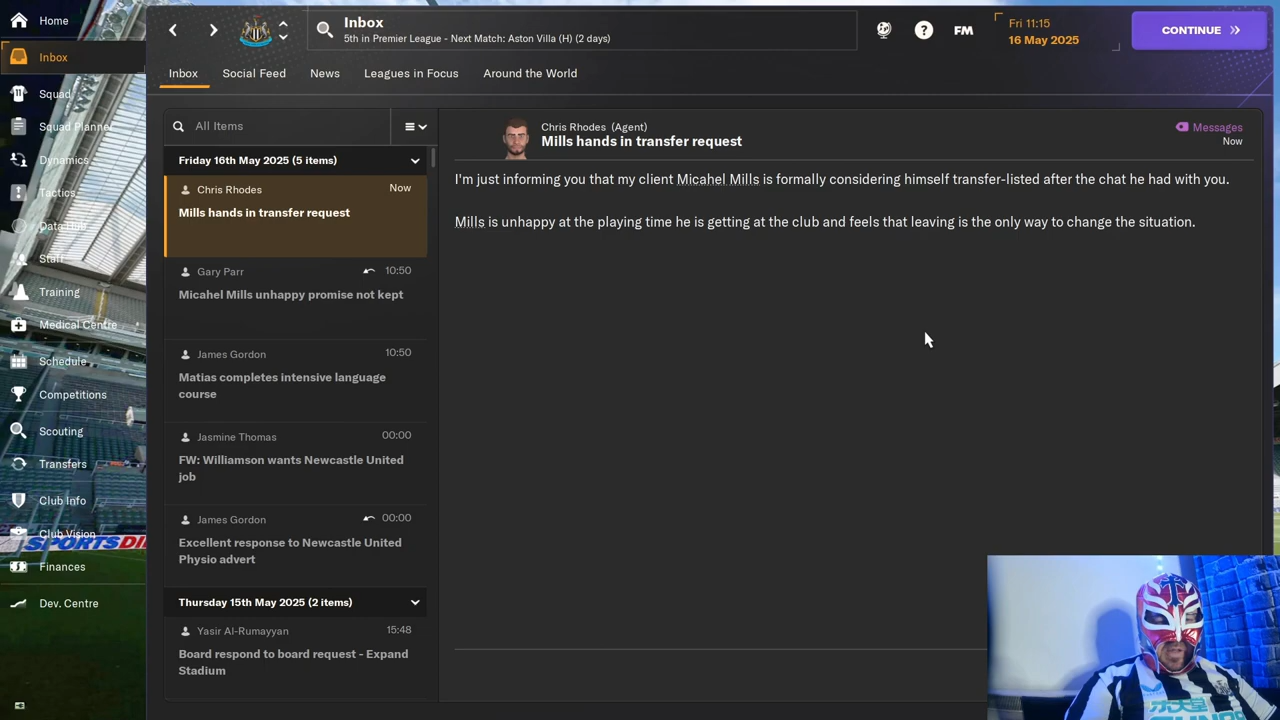 Home
Inbox
Squad
Squad Planner
Dynamics
Tactics
Data Hub
Staff
Training
Medical Centre
Schedule
Competitions
Scouting
Transfers
Club Info
Club Vision
Finances
Dev. Centre
SPORTS DI
Inbox
5th in Premier League - Next Match: Aston Villa (H) (2 days)
?
FM
Fri 11:15
16 May 2025
CONTINUE
Inbox
Social Feed
News
Leagues in Focus
Around the World
All Items
Friday 16th May 2025 (5 items)
Chris Rhodes
Now
Mills hands in transfer request
Gary Parr
10:50
Micahel Mills unhappy promise not kept
James Gordon
10:50
Matias completes intensive language
course
Jasmine Thomas
00:00
FW: Williamson wants Newcastle United
job
James Gordon
00:00
Excellent response to Newcastle United
Physio advert
Thursday 15th May 2025 (2 items)
Yasir Al-Rumayyan
15:48
Board respond to board request - Expand
Stadium
Chris Rhodes (Agent)
Mills hands in transfer request
Messages
Now
I'm just informing you that my client Micahel Mills is formally considering himself transfer-listed after the chat he had with you.
Mills is unhappy at the playing time he is getting at the club and feels that leaving is the only way to change the situation.